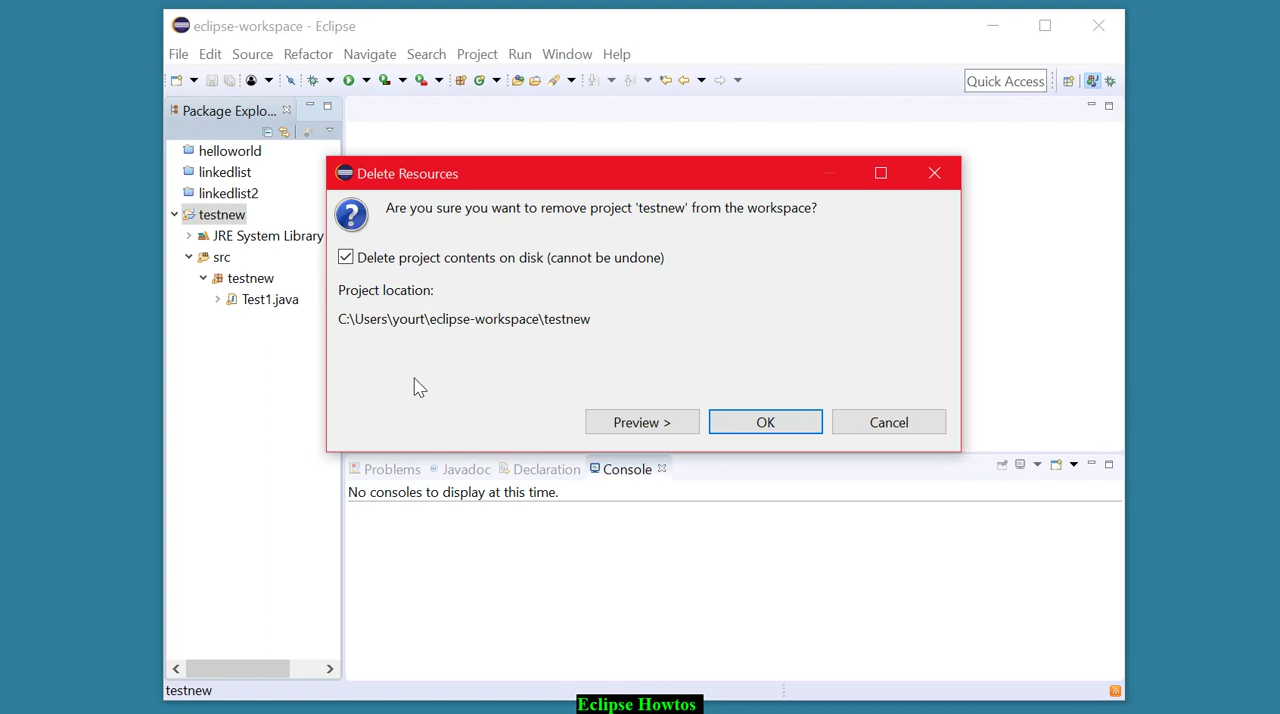 eclipse-workspace - Eclipse
File Edit Source Refactor Navigate Search Project Run Window Help
Quick Access
Package Explo...
helloworld
linkedlist
linkedlist2
testnew
JRE System Library
src
testnew
Test1.java
Delete Resources
Are you sure you want to remove project 'testnew' from the workspace?
Delete project contents on disk (cannot be undone)
Project location:
C:\Users\yourt\eclipse-workspace\testnew
Preview > OK Cancel
Problems Javadoc Declaration Console
No consoles to display at this time.
testnew
Eclipse Howtos